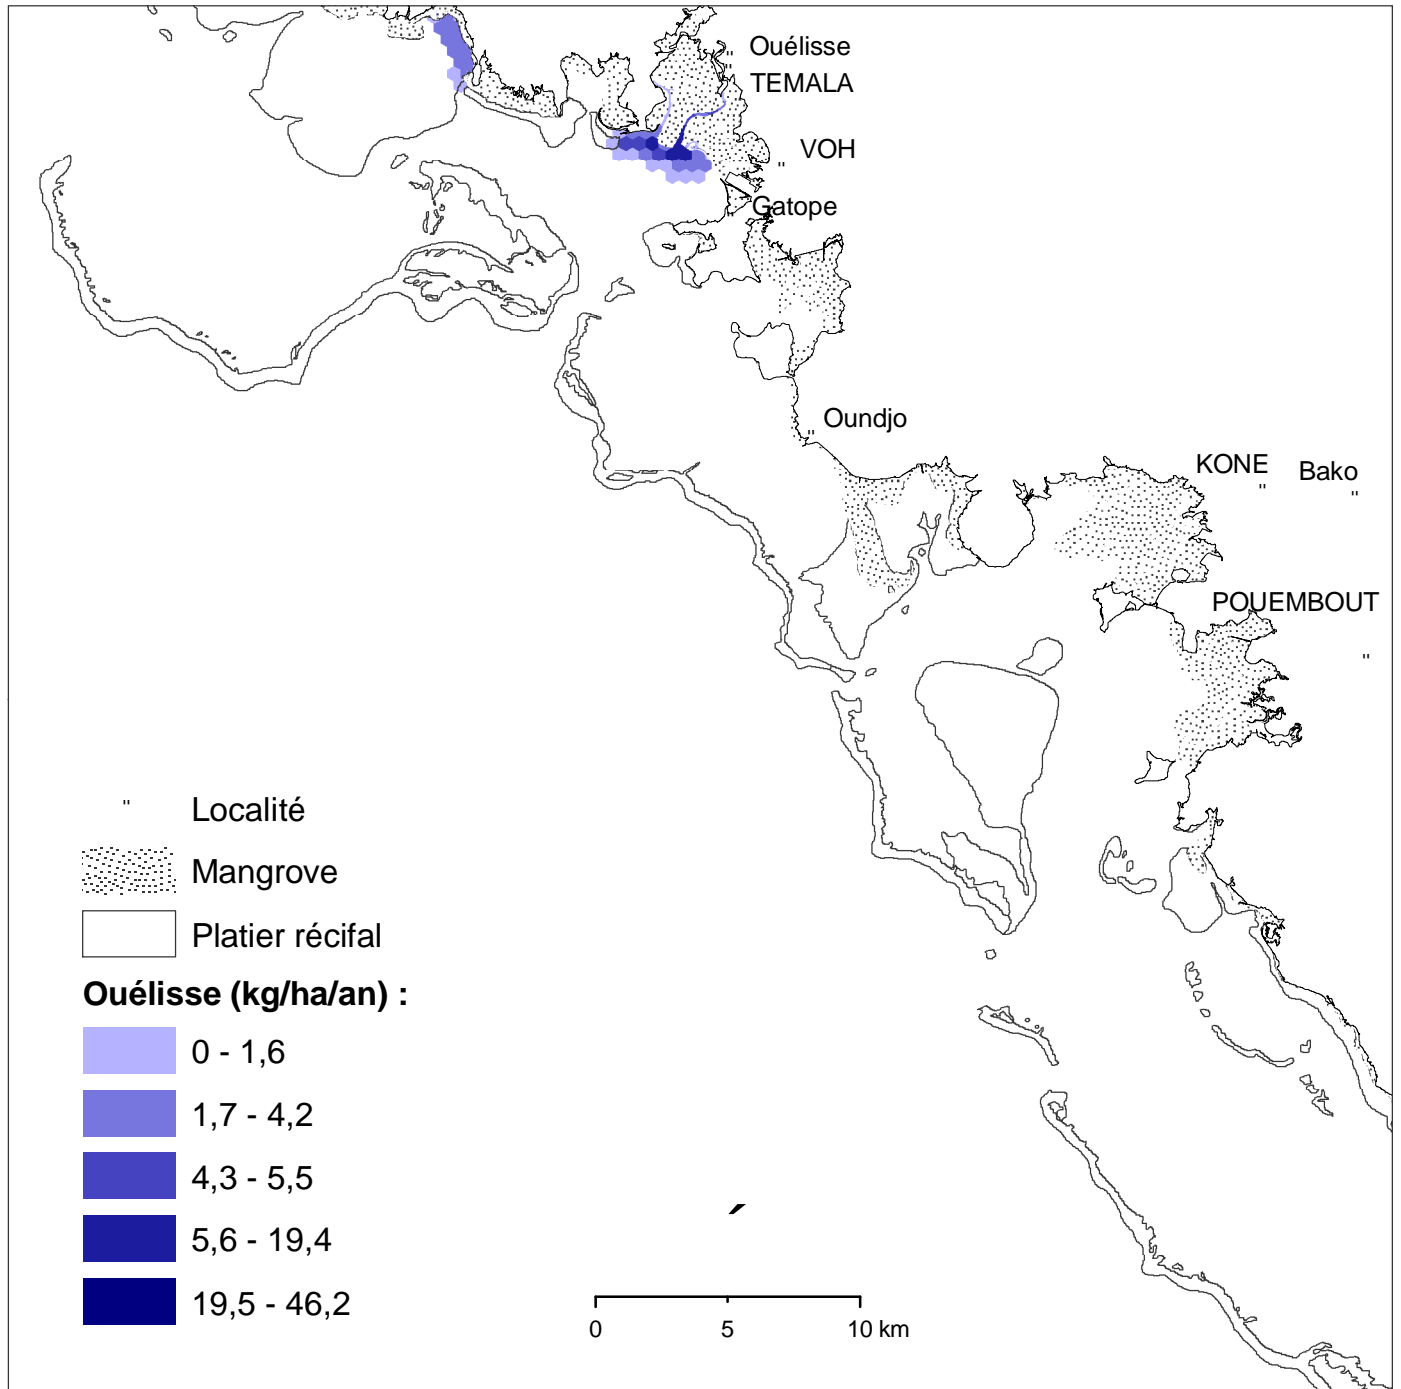 Ouélisse
TEMALA
VOH
Gatope
Oundjo
KONE
Bako
POUEMBOUT
Localité
Mangrove
Platier récifal
Ouélisse (kg/ha/an) :
0 - 1,6
1,7 - 4,2
4,3 - 5,5
5,6 - 19,4
19,5 - 46,2
0 5 10 km